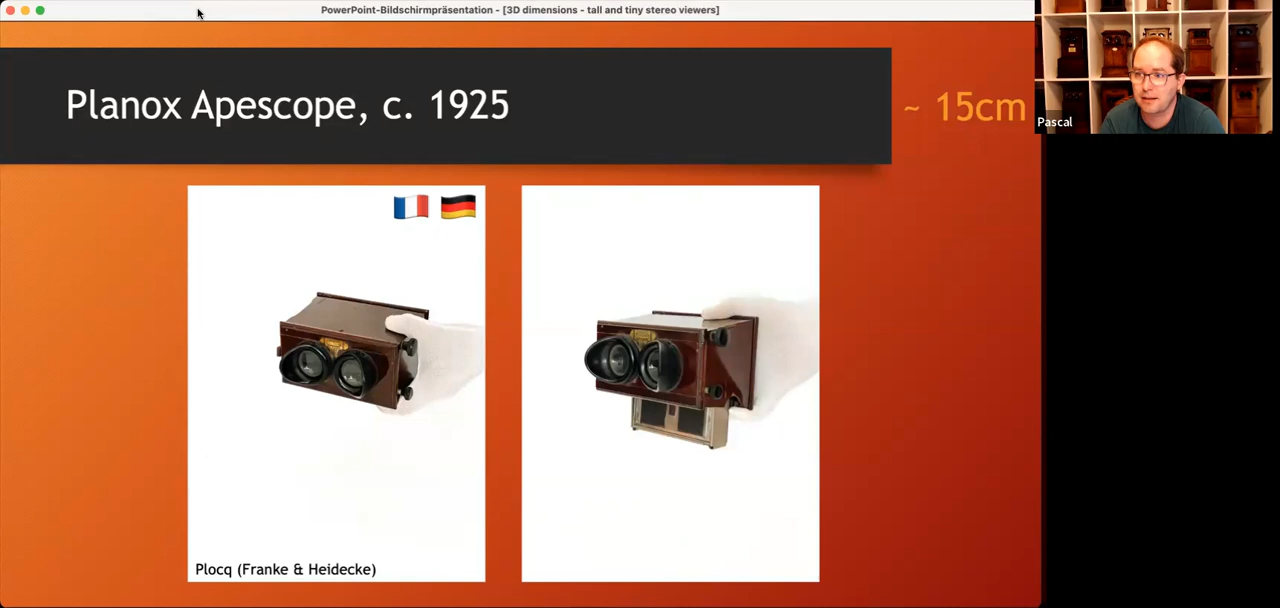 PowerPoint-Bildschirmpräsentation - [3D dimensions - tall and tiny stereo viewers]
Planox Apescope, c. 1925
~ 15cm
Pascal
Plocq (Franke & Heidecke)